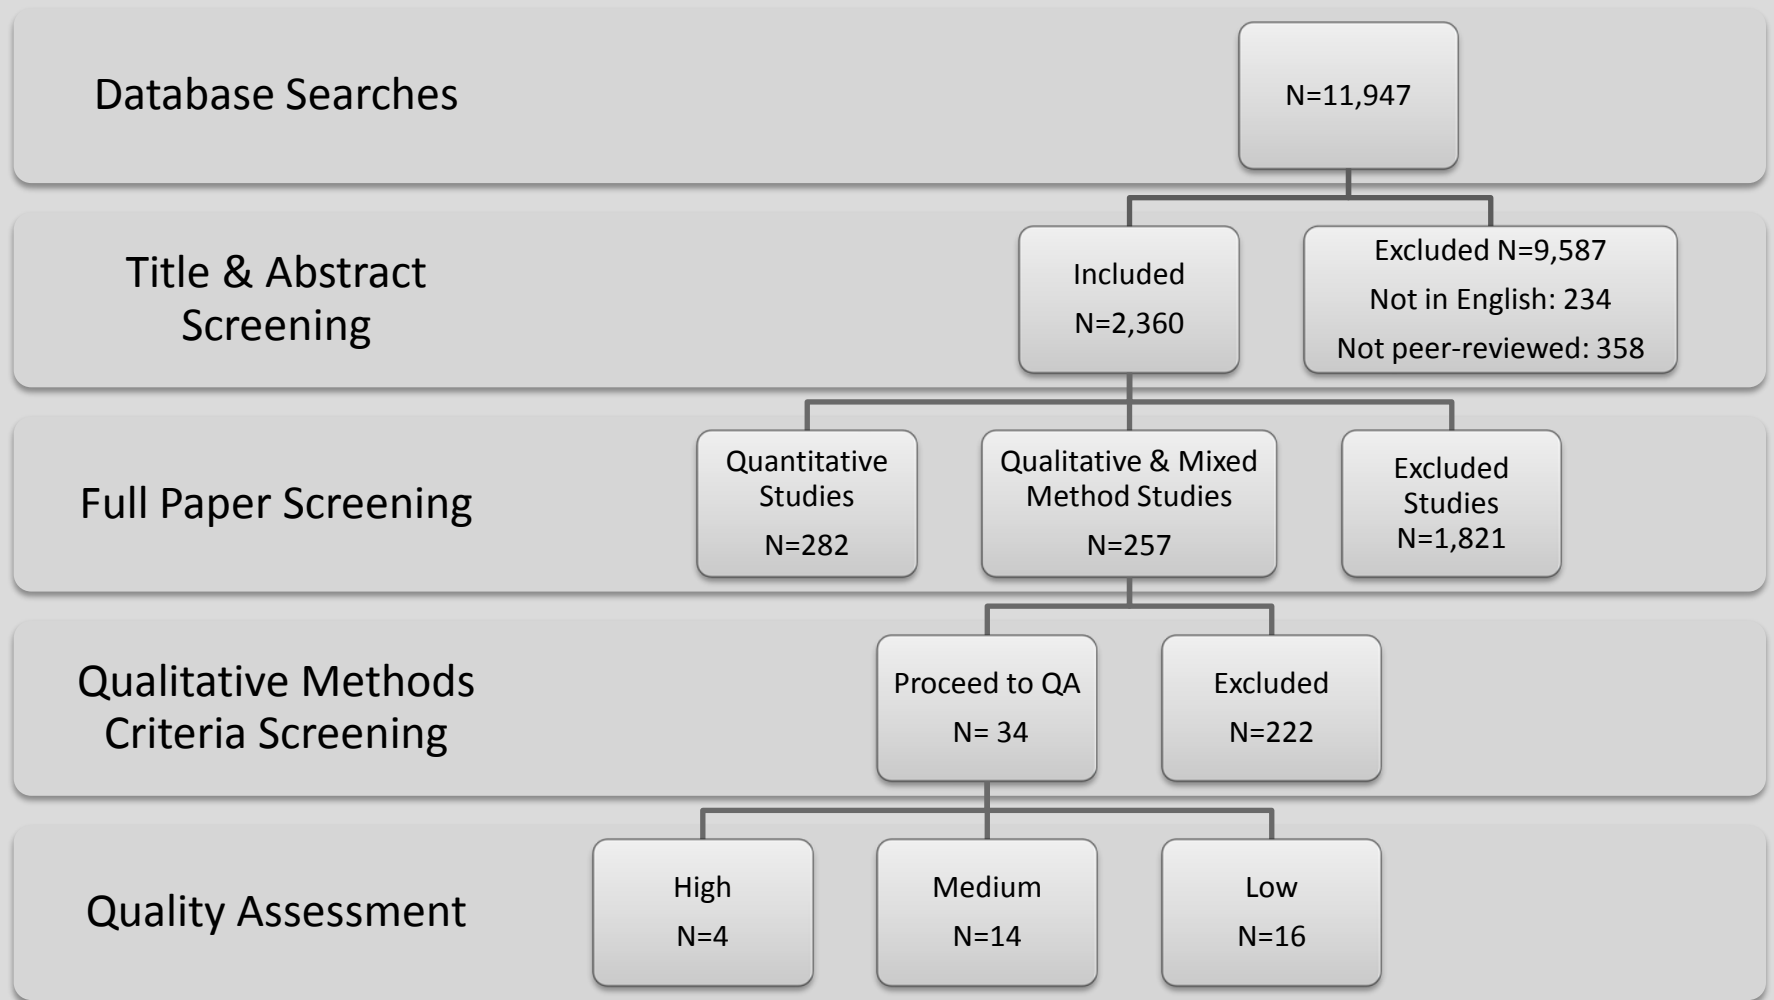 Database Searches
N=11,947
Title & Abstract
Screening
Included
N=2,360
Excluded N=9,587
Not in English: 234
Not peer-reviewed: 358
Full Paper Screening
Quantitative
Studies
N=282
Qualitative & Mixed
Method Studies
N=257
Excluded
Studies
N=1,821
Qualitative Methods
Criteria Screening
Proceed to QA
N= 34
Excluded
N=222
Quality Assessment
High
N=4
Medium
N=14
Low
N=16